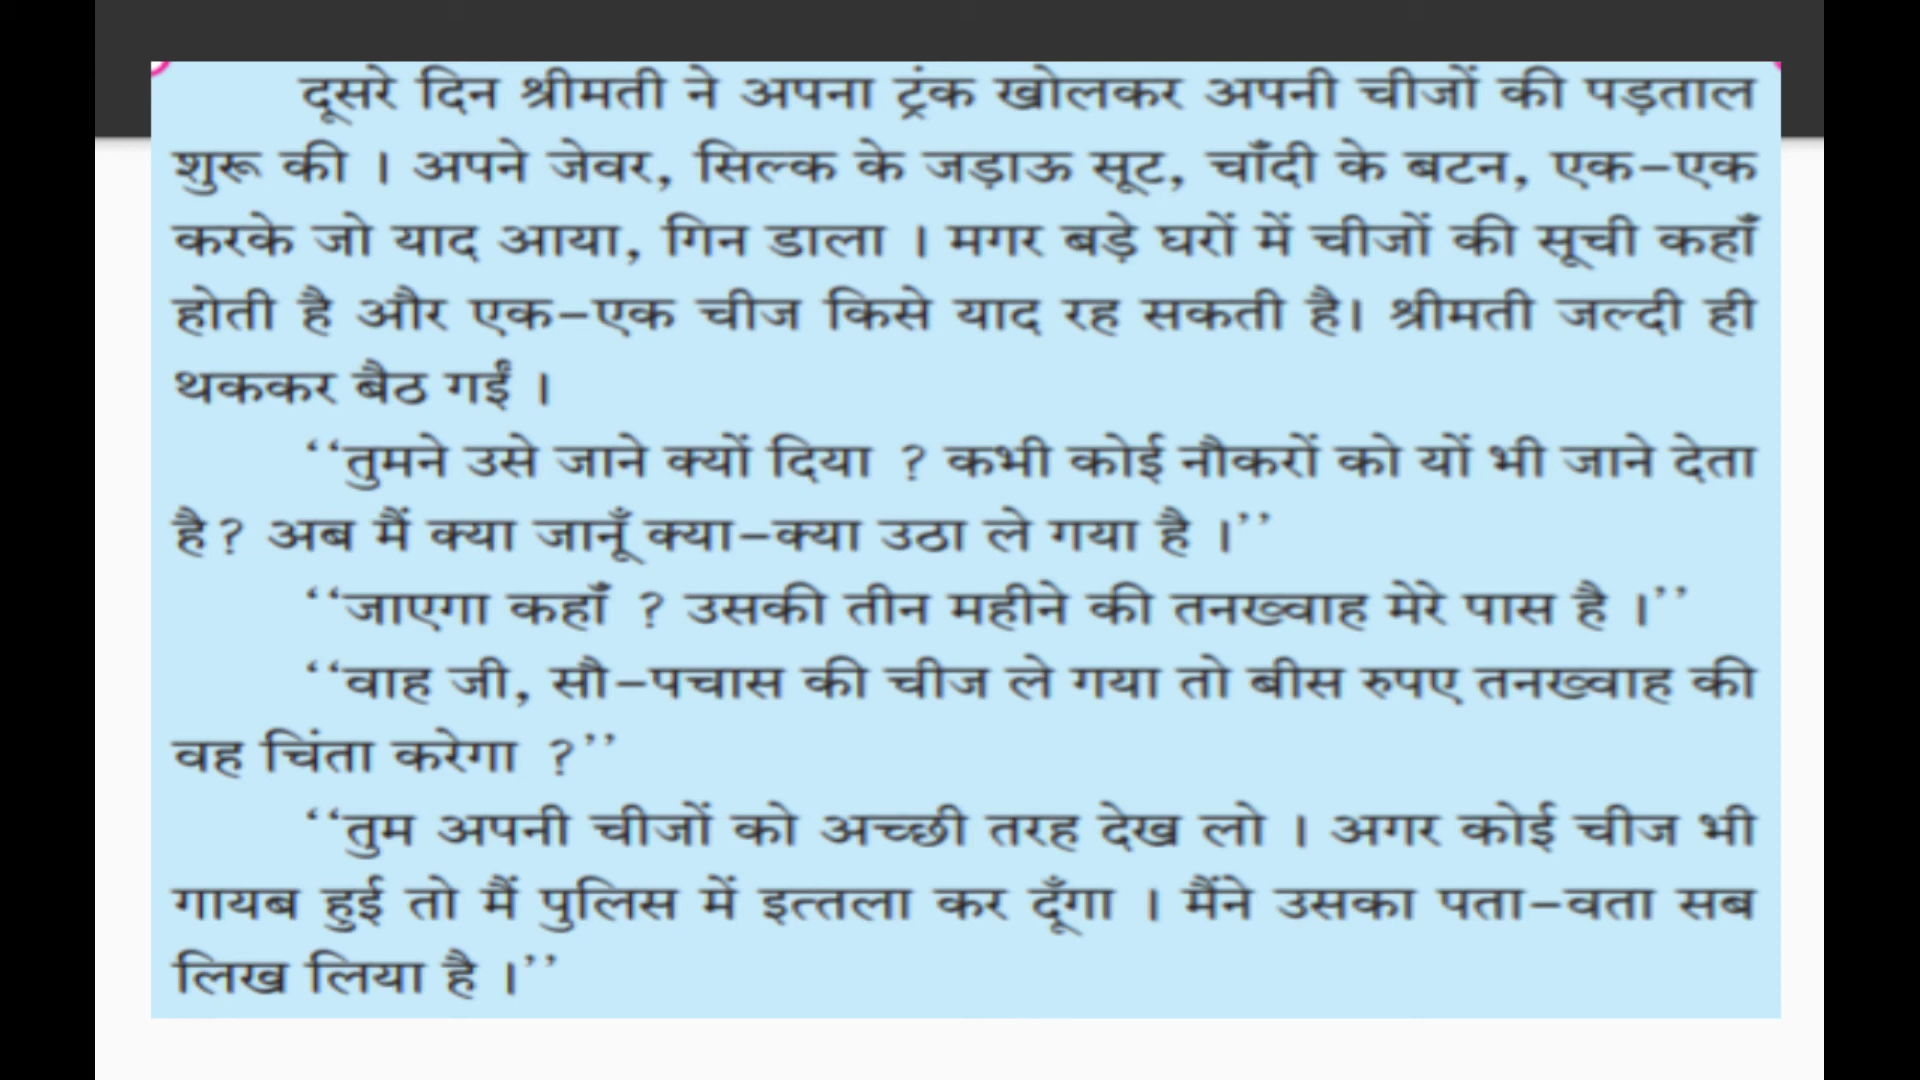 दूसरे दिन श्रीमती ने अपना ट्रंक खोलकर अपनी चीजों की पड़ताल
शुरू की । अपने जेवर, सिल्क के जड़ाऊ सूट, चाँदी के बटन, एक-एक
करके जो याद आया, गिन डाला । मगर बड़े घरों में चीजों की सूची कहाँ
होती है और एक-एक चीज किसे याद रह सकती है। श्रीमती जल्दी ही
थककर बैठ गईं ।
‘‘तुमने उसे जाने क्यों दिया ? कभी कोई नौकरों को यों भी जाने देता
है? अब मैं क्या जानूँ क्या-क्या उठा ले गया है ।’’
‘‘जाएगा कहाँ ? उसकी तीन महीने की तनख्वाह मेरे पास है ।’’
‘‘वाह जी, सौ-पचास की चीज ले गया तो बीस रुपए तनख्वाह की
वह चिंता करेगा ?’’
‘‘तुम अपनी चीजों को अच्छी तरह देख लो । अगर कोई चीज भी
गायब हुई तो मैं पुलिस में इत्तला कर दूँगा । मैंने उसका पता-वता सब
लिख लिया है ।’’